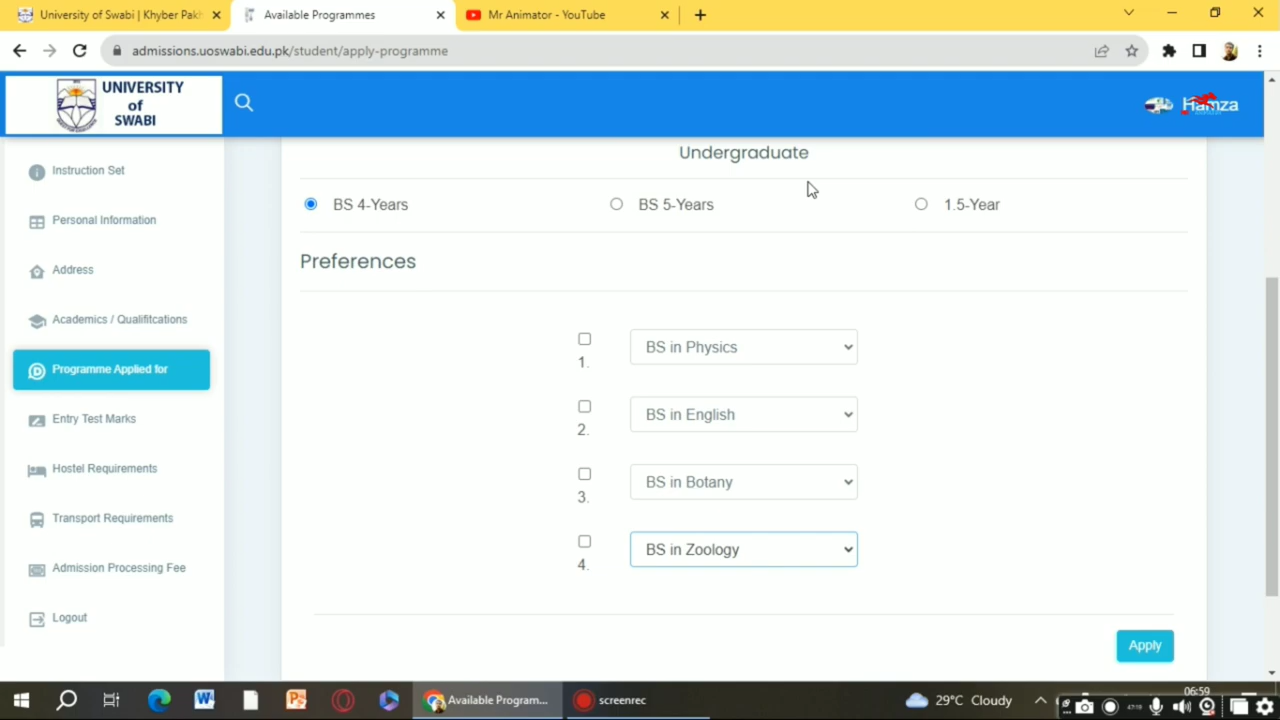 University of Swabi | Khyber Pakh
Available Programmes
Mr Animator - YouTube
admissions.uoswabi.edu.pk/student/apply-programme
UNIVERSITY
of
SWABI
Hamza
Instruction Set
Personal Information
Address
Academics / Qualifitcations
Programme Applied for
Entry Test Marks
Hostel Requirements
Transport Requirements
Admission Processing Fee
Logout
Undergraduate
BS 4-Years
BS 5-Years
1.5-Year
Preferences
1.
BS in Physics
2.
BS in English
3.
BS in Botany
4.
BS in Zoology
Apply
Available Program...
screenrec
29°C Cloudy
06:59